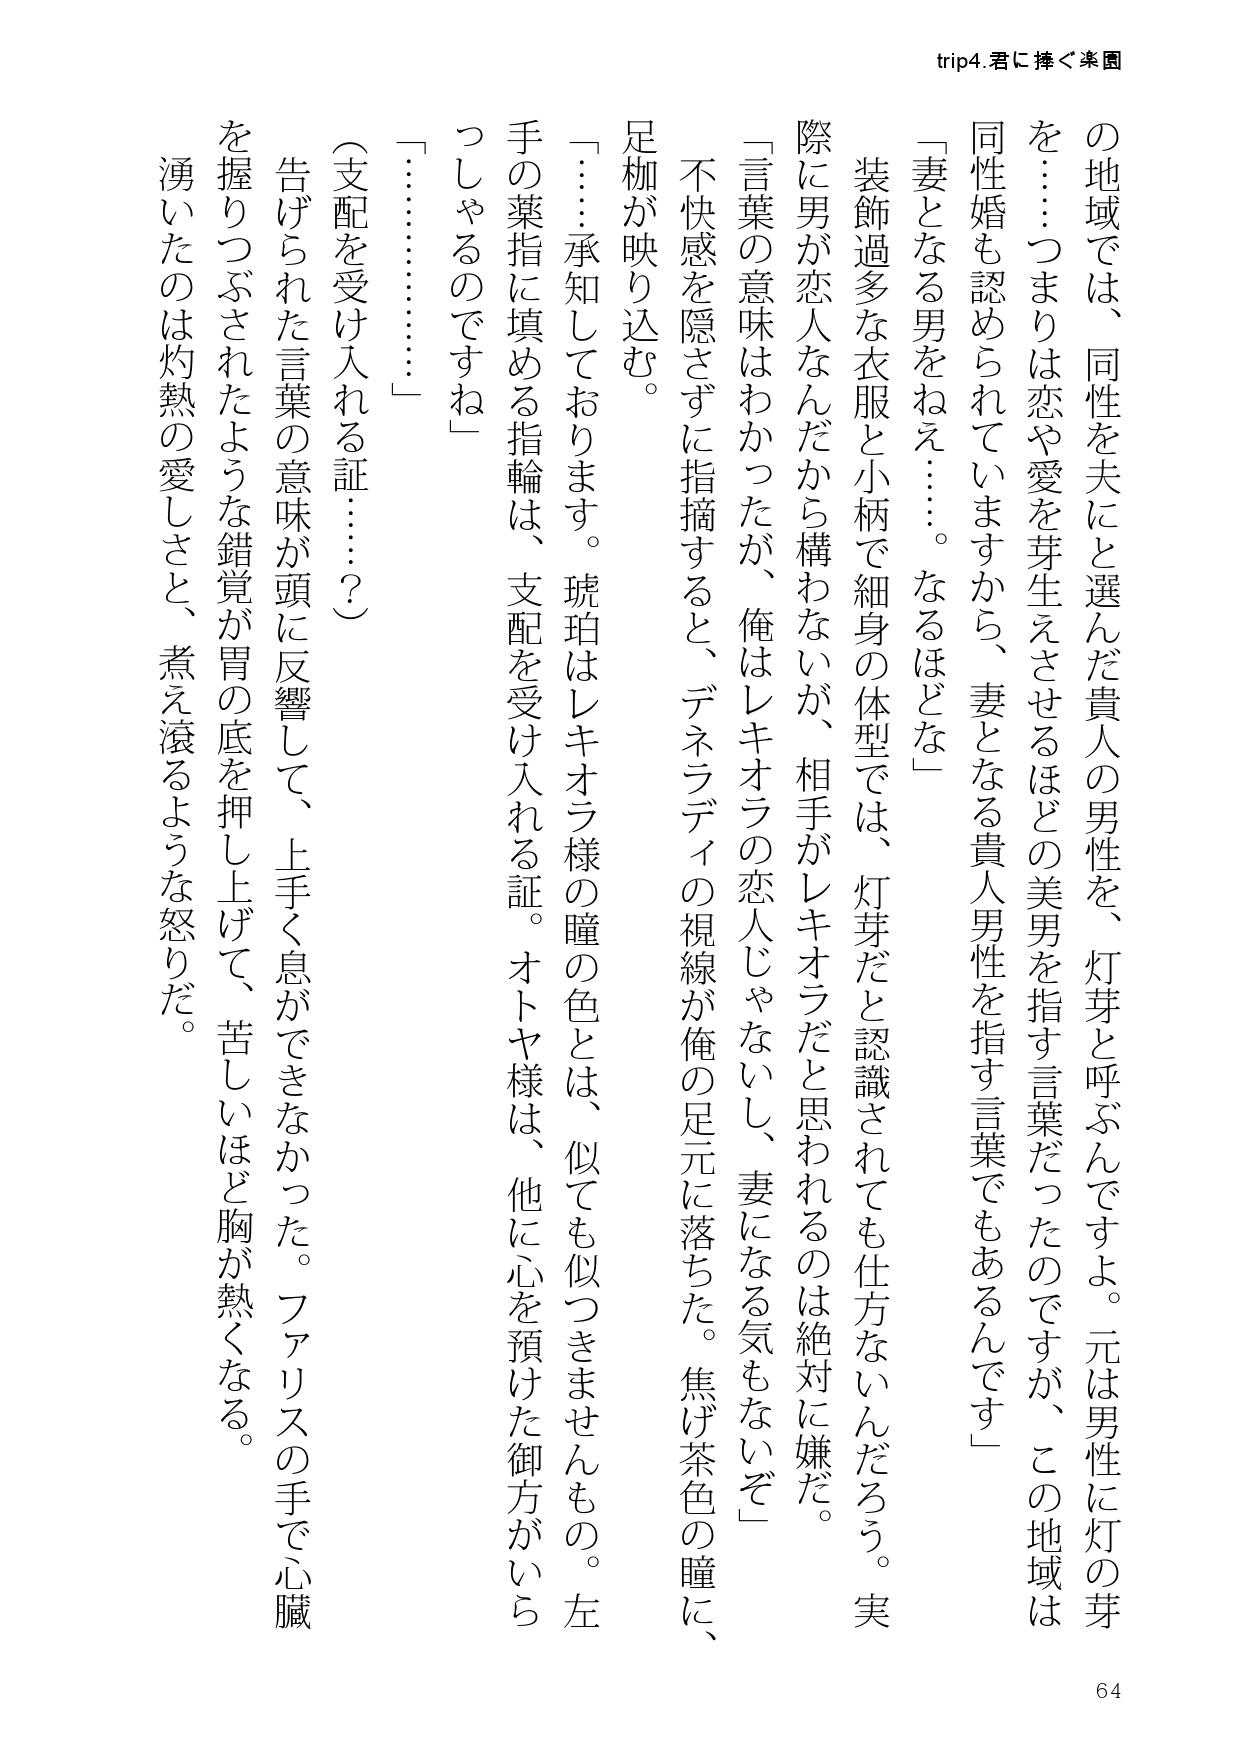 trip4.君に捧ぐ楽園
の地域では、同性を夫にと選んだ貴人の男性を、灯芽と呼ぶんですよ。元は男性に灯の芽
を……つまりは恋や愛を芽生えさせるほどの美男を指す言葉だったのですが、この地域は
同性婚も認められていますから、妻となる貴人男性を指す言葉でもあるんです」
「妻となる男をねえ……。なるほどな」
装飾過多な衣服と小柄で細身の体型では、灯芽だと認識されても仕方ないんだろう。実
際に男が恋人なんだから構わないが、相手がレキオラだと思われるのは絶対に嫌だ。
「言葉の意味はわかったが、俺はレキオラの恋人じゃないし、妻になる気もないぞ」
不快感を隠さずに指摘すると、デネラディの視線が俺の足元に落ちた。焦げ茶色の瞳に、
足枷が映り込む。
「……承知しております。琥珀はレキオラ様の瞳の色とは、似ても似つきませんもの。左
手の薬指に填める指輪は、支配を受け入れる証。オトヤ様は、他に心を預けた御方がいら
っしゃるのですね」
「……………」
（支配を受け入れる証……？）
告げられた言葉の意味が頭に反響して、上手く息ができなかった。ファリスの手で心臓
を握りつぶされたような錯覚が胃の底を押し上げて、苦しいほど胸が熱くなる。
湧いたのは灼熱の愛しさと、煮え滾るような怒りだ。
64